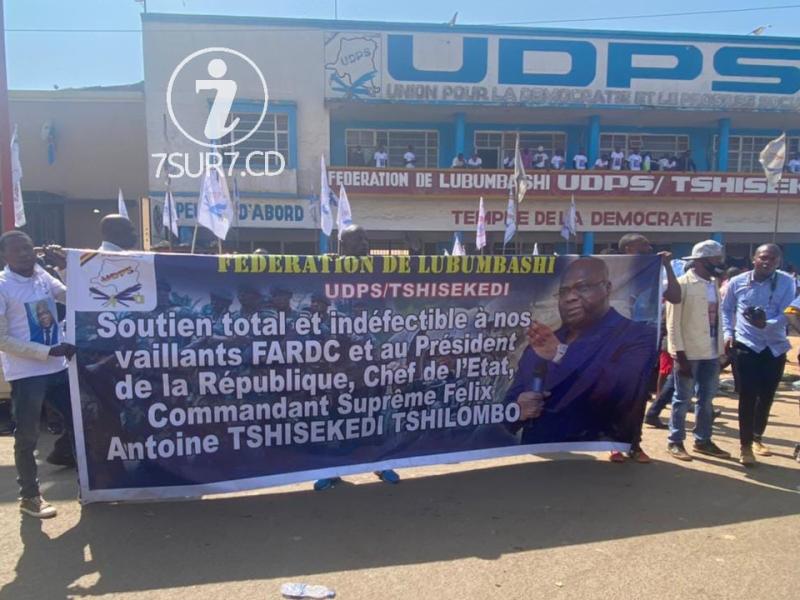 UDPS
UDPS
UNION POUR LA DEMOCRATIE ET LE PROGRES SOCIAL
7SUR7.CD
FEDERATION DE LUBUMBASHI UDPS/TSHISEKE
D'ABORD
TEMPLE DE LA DEMOCRATIE
UDPS
FEDERATION DE LUBUMBASHI
UDPS/TSHISEKEDI
Soutien total et indéfectible à nos
vaillants FARDC et au Président
de la République, Chef de l'Etat,
Commandant Suprême Felix
Antoine TSHISEKEDI TSHILOMBO